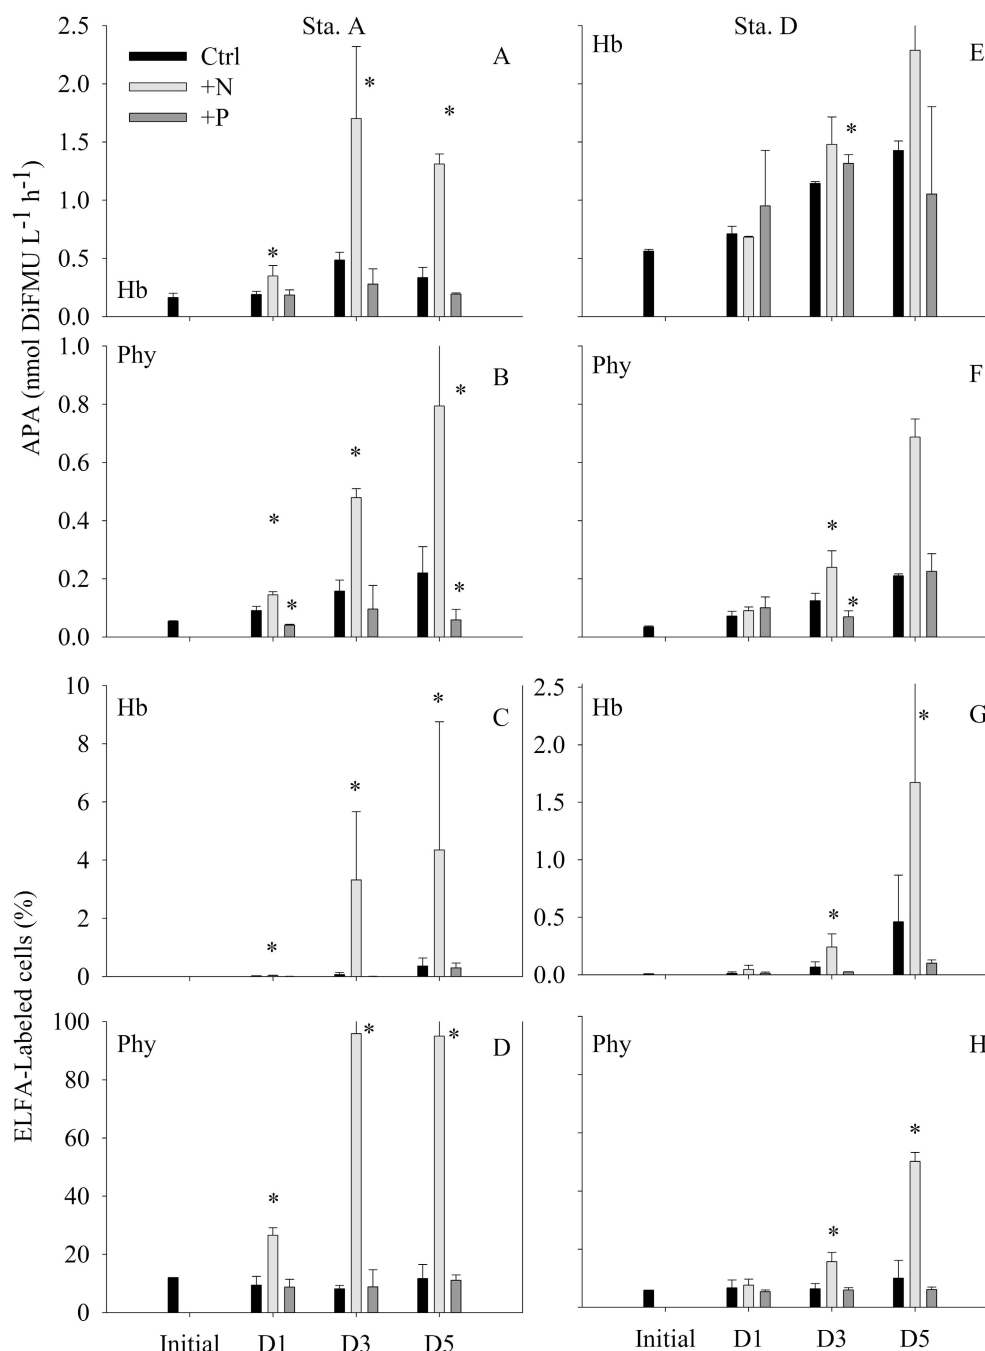 Sta. A
Sta. D
APA (nmol DiFMU L-1 h-1)
ELFA-Labeled cells (%)
2.5
2.0
1.5
1.0
0.5
0.0
Ctrl
+N
+P
A
Hb
*
*
*
Hb
E
*
1.0
0.8
0.6
0.4
0.2
0.0
Phy
B
*
*
*
*
*
Phy
F
*
*
10
8
6
4
2
0
Hb
C
*
*
*
2.5
2.0
1.5
1.0
0.5
0.0
Hb
G
*
*
100
80
60
40
20
0
Phy
D
*
*
*
Phy
H
*
*
Initial D1 D3 D5
Initial D1 D3 D5